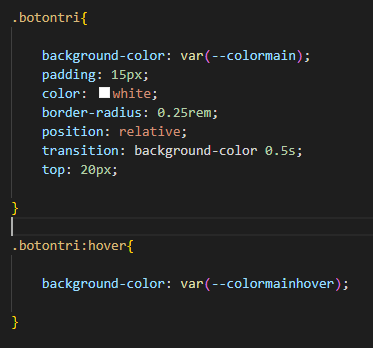 .botontri{
background-color: var(--colormain);
padding: 15px;
color: white;
border-radius: 0.25rem;
position: relative;
transition: background-color 0.5s;
top: 20px;
}
.botontri:hover{
background-color: var(--colormainhover);
}